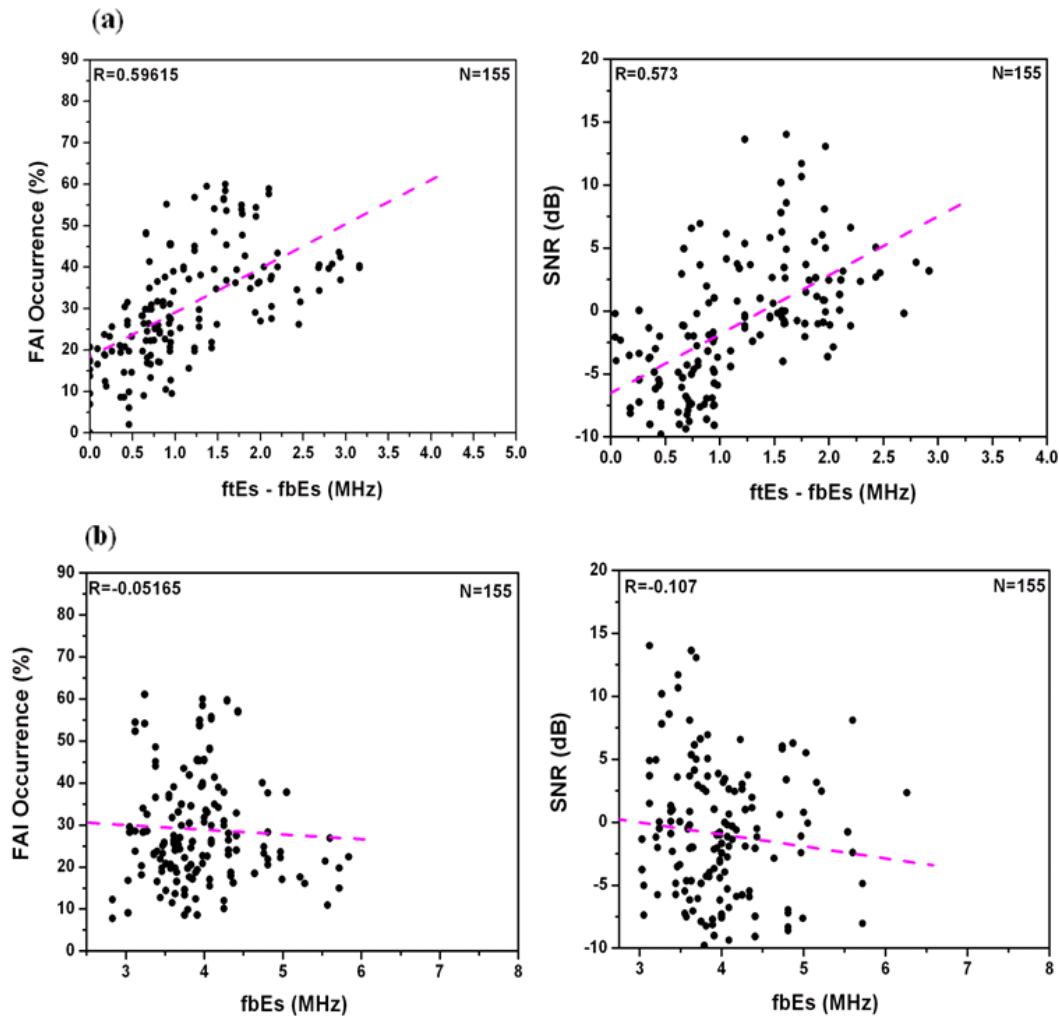 (a)
R=0.59615 N=155
90
80
70
60
50
40
30
20
10
0
FAI Occurrence (%)
0.0 0.5 1.0 1.5 2.0 2.5 3.0 3.5 4.0 4.5 5.0
ftEs - fbEs (MHz)
R=0.573 N=155
20
15
10
5
0
-5
-10
SNR (dB)
0.0 0.5 1.0 1.5 2.0 2.5 3.0 3.5 4.0
ftEs - fbEs (MHz)
(b)
R=-0.05165 N=155
90
80
70
60
50
40
30
20
10
0
FAI Occurrence (%)
3 4 5 6 7 8
fbEs (MHz)
R=-0.107 N=155
20
15
10
5
0
-5
-10
SNR (dB)
3 4 5 6 7 8
fbEs (MHz)